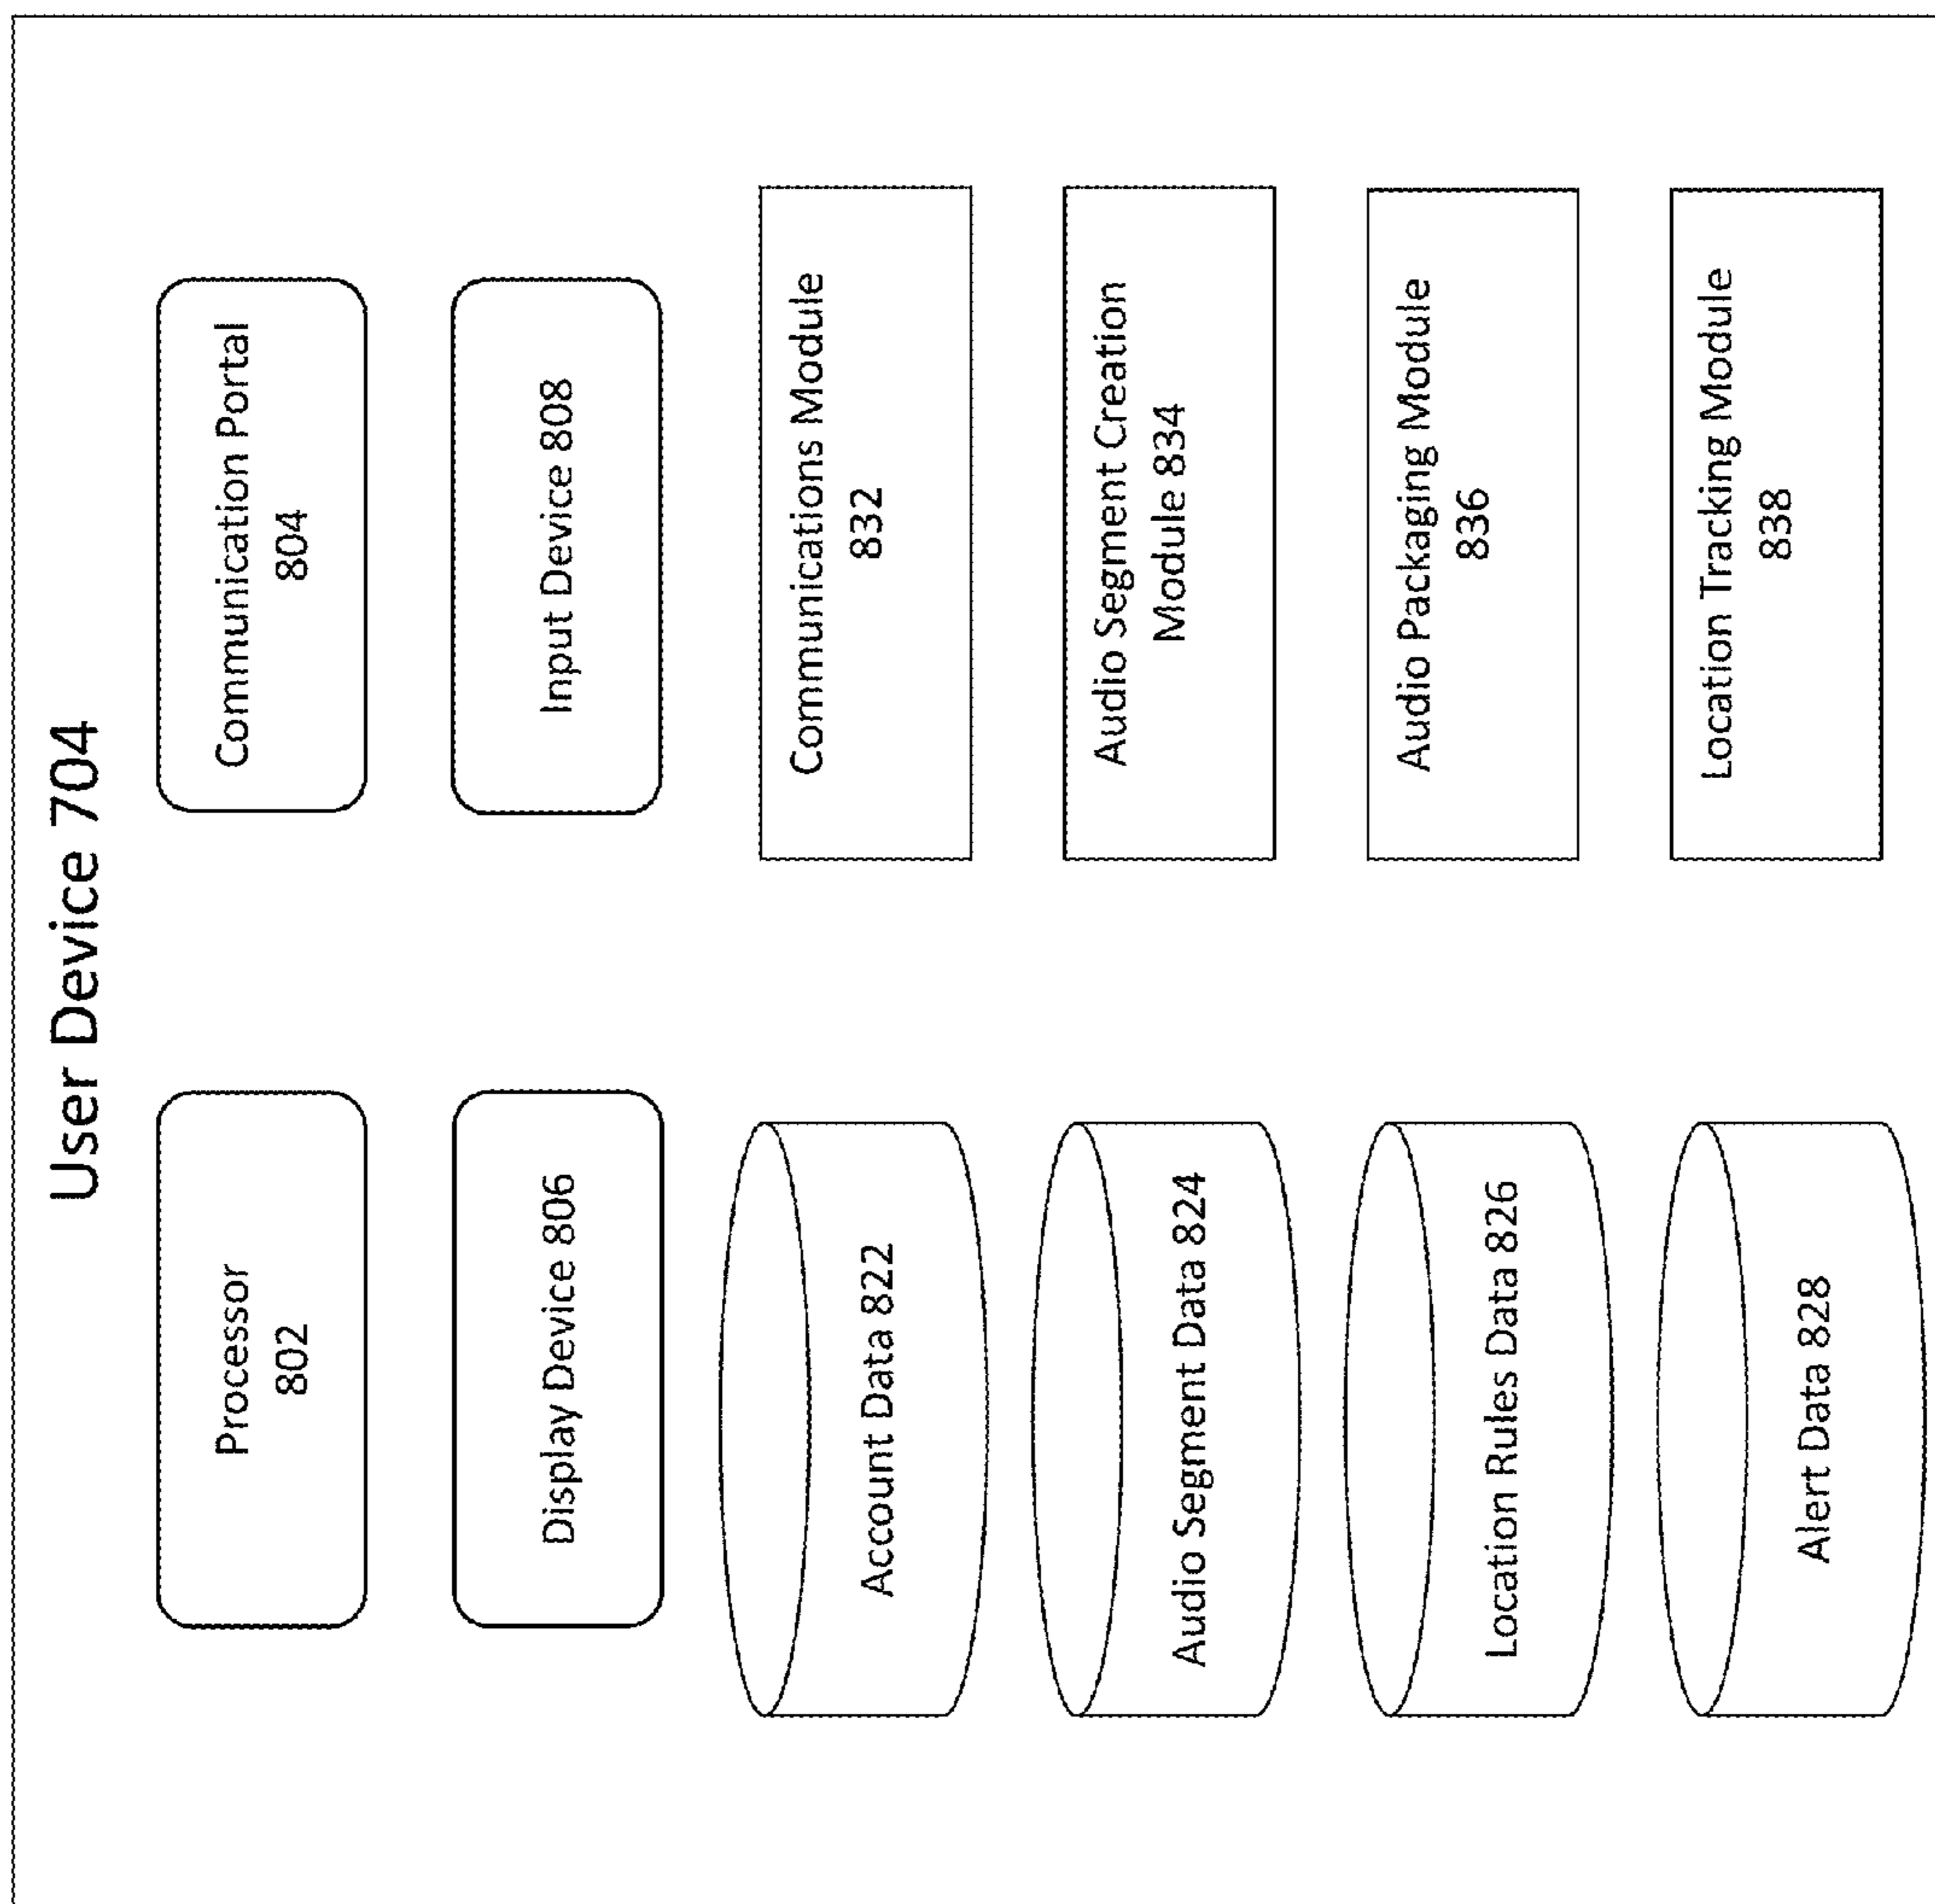 User Device 704
Processor
802
Communication Portal
804
Display Device 806
Input Device 808
Account Data 822
Communications Module
832
Audio Segment Data 824
Audio Segment Creation
Module 834
Location Rules Data 826
Audio Packaging Module
836
Alert Data 828
Location Tracking Module
838